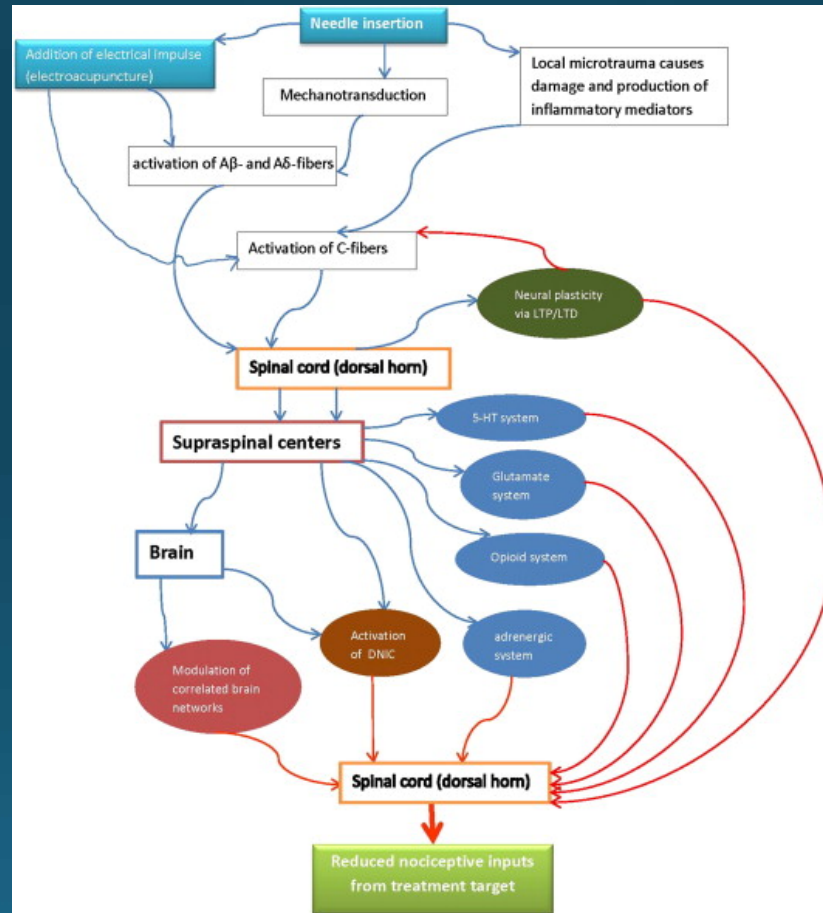 Needle insertion
Addition of electrical impulse
(electroacupuncture)
Local microtrauma causes
damage and production of
inflammatory mediators
Mechanotransduction
activation of Aβ- and Aδ-fibers
Activation of C-fibers
Neural plasticity
via LTP/LTD
Spinal cord (dorsal horn)
5-HT system
Supraspinal centers
Glutamate
system
Opioid system
Brain
Activation
of DNIC
adrenergic
system
Modulation of
correlated brain
networks
Spinal cord (dorsal horn)
Reduced nociceptive inputs
from treatment target